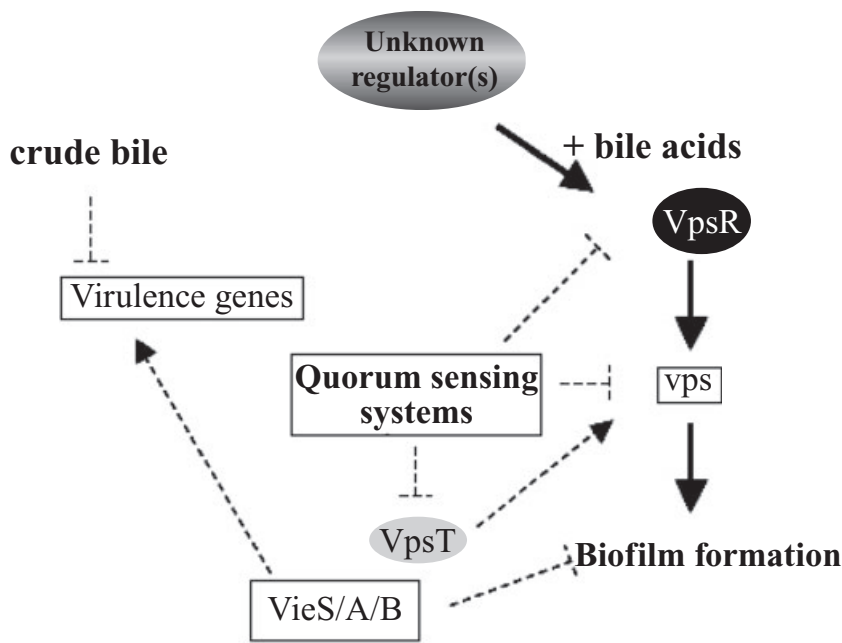 Unknown
regulator(s)
+ bile acids
crude bile
VpsR
Virulence genes
Quorum sensing
systems
vps
VpsT
Biofilm formation
VieS/A/B